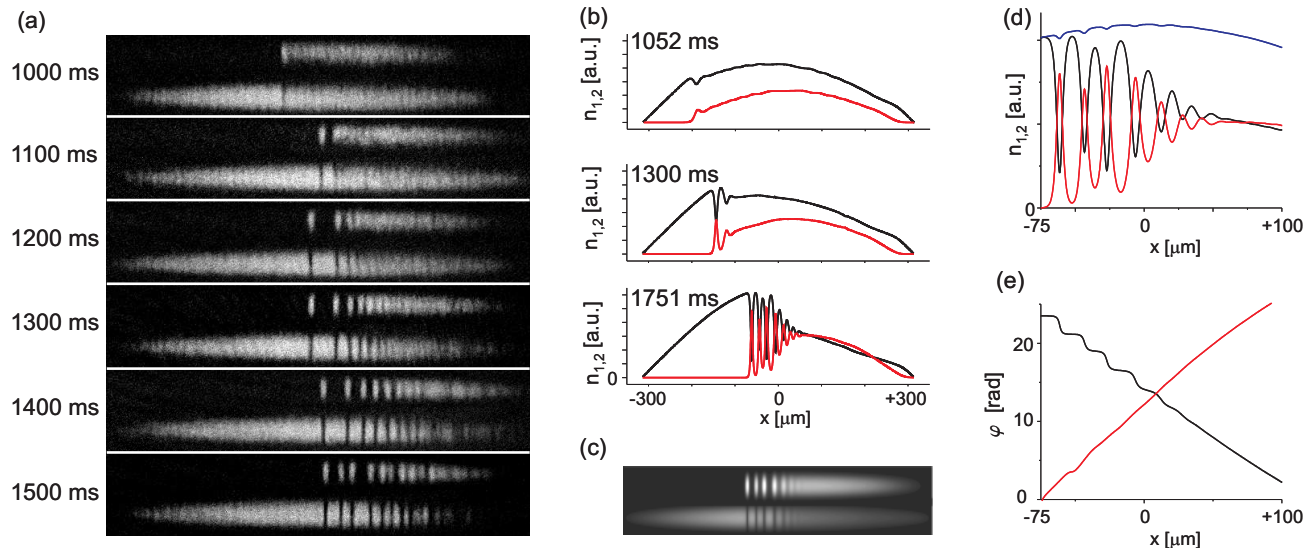 (a)
1000 ms
1100 ms
1200 ms
1300 ms
1400 ms
1500 ms
(b)
1052 ms
n1,2 [a.u.]
1300 ms
n1,2 [a.u.]
1751 ms
n1,2 [a.u.]
0
-300 0 +300
x [μm]
(c)
(d)
n1,2 [a.u.]
0
-75 0 +100
x [μm]
(e)
20
10
0
φ [rad]
-75 0 +100
x [μm]